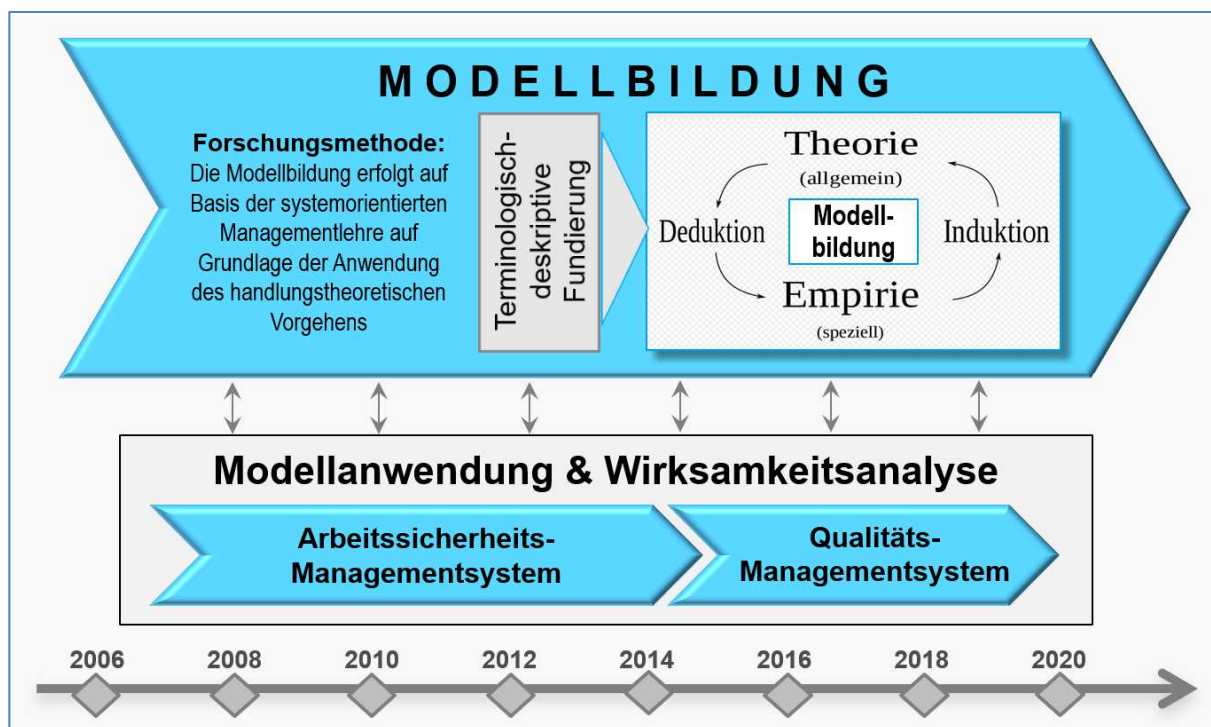 MODELLBILDUNG
Forschungsmethode:
Die Modellbildung erfolgt auf
Basis der systemorientierten
Managementlehre auf
Grundlage der Anwendung
des handlungstheoretischen
Vorgehens
Terminologisch-
deskriptive
Fundierung
Theorie
(allgemein)
Deduktion
Modell-
bildung
Induktion
Empirie
(speziell)
Modellanwendung & Wirksamkeitsanalyse
Arbeitssicherheits-
Managementsystem
Qualitäts-
Managementsystem
2006 2008 2010 2012 2014 2016 2018 2020